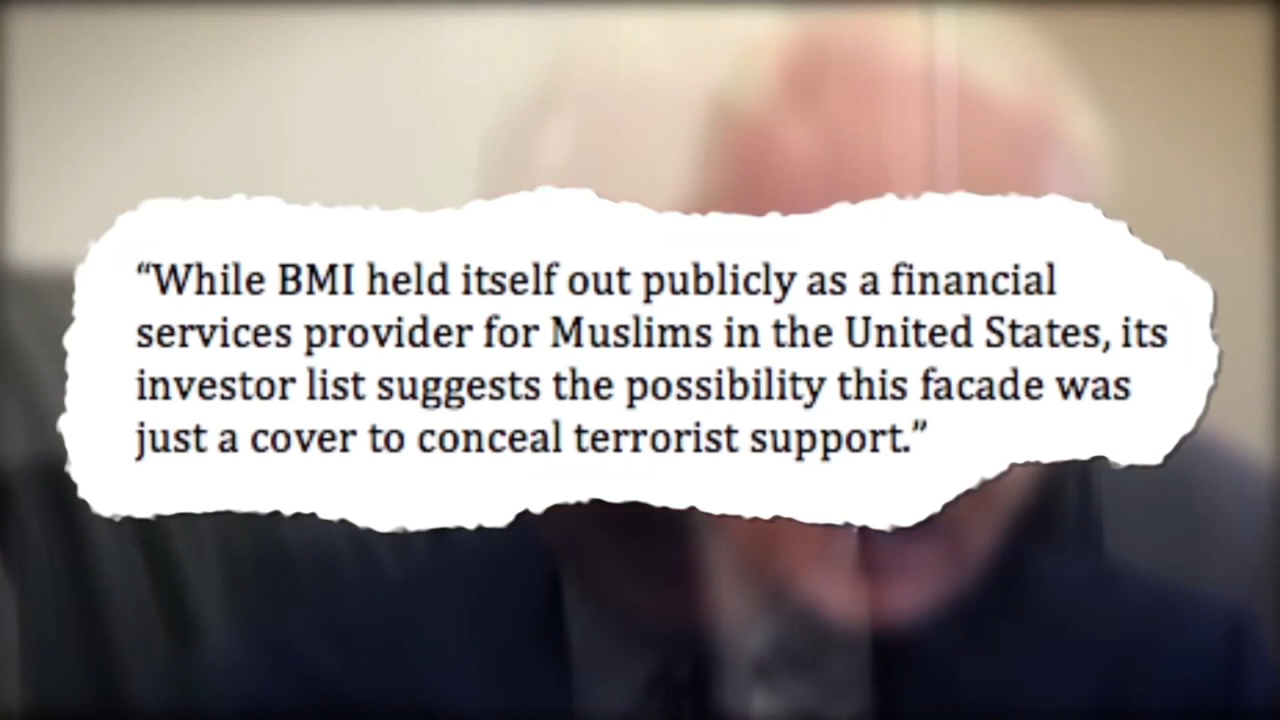 “While BMI held itself out publicly as a financial
services provider for Muslims in the United States, its
investor list suggests the possibility this facade was
just a cover to conceal terrorist support.”